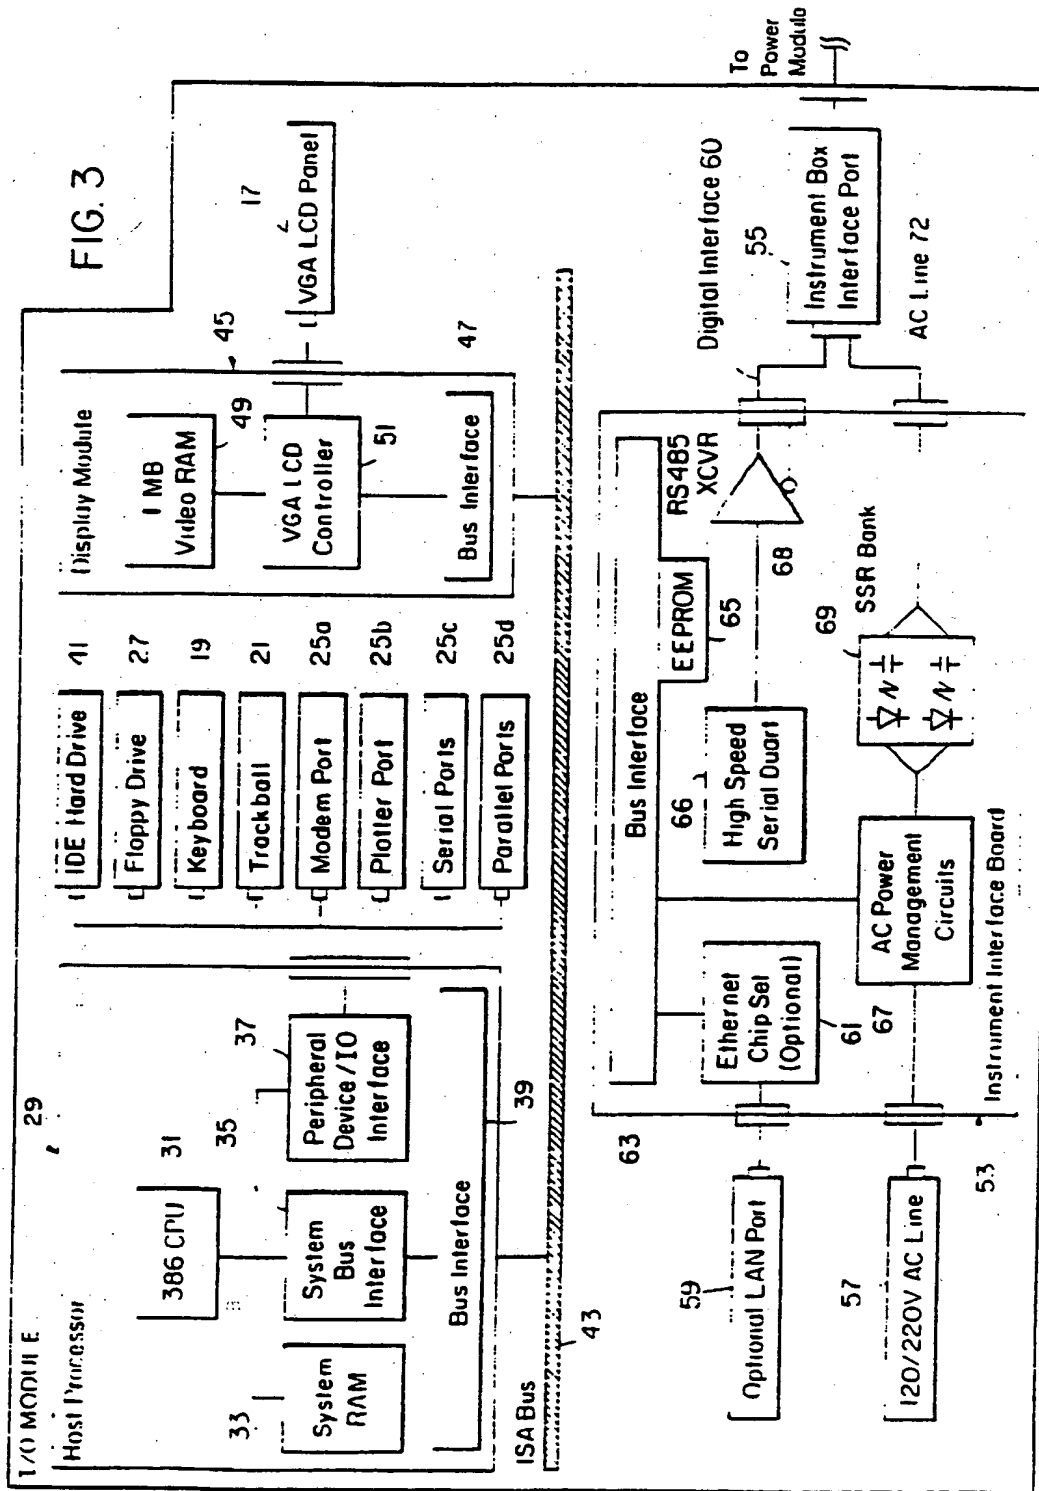 FIG. 3
I/O MODULE
29
Host Processor
386 CPU
31
33
System
RAM
35
System
Bus
Interface
37
Peripheral
Device/IO
Interface
Bus Interface
39
IDE Hard Drive
41
Floppy Drive
27
Keyboard
19
Trackball
21
Modem Port
25a
Plotter Port
25b
Serial Ports
25c
Parallel Ports
25d
Display Module
45
1 MB
Video RAM
49
VGA LCD
Controller
51
Bus Interface
47
VGA LCD Panel
17
ISA Bus
43
Bus Interface
EEPROM
65
RS485
XCVR
68
66
High Speed
Serial Duart
63
Ethernet
Chip Set
(Optional)
61
67
AC Power
Management
Circuits
69
SSR Bank
59
Optional LAN Port
57
120/220V AC Line
53
Instrument Interface Board
Digital Interface 60
55
Instrument Box
Interface Port
AC Line 72
To
Power
Module